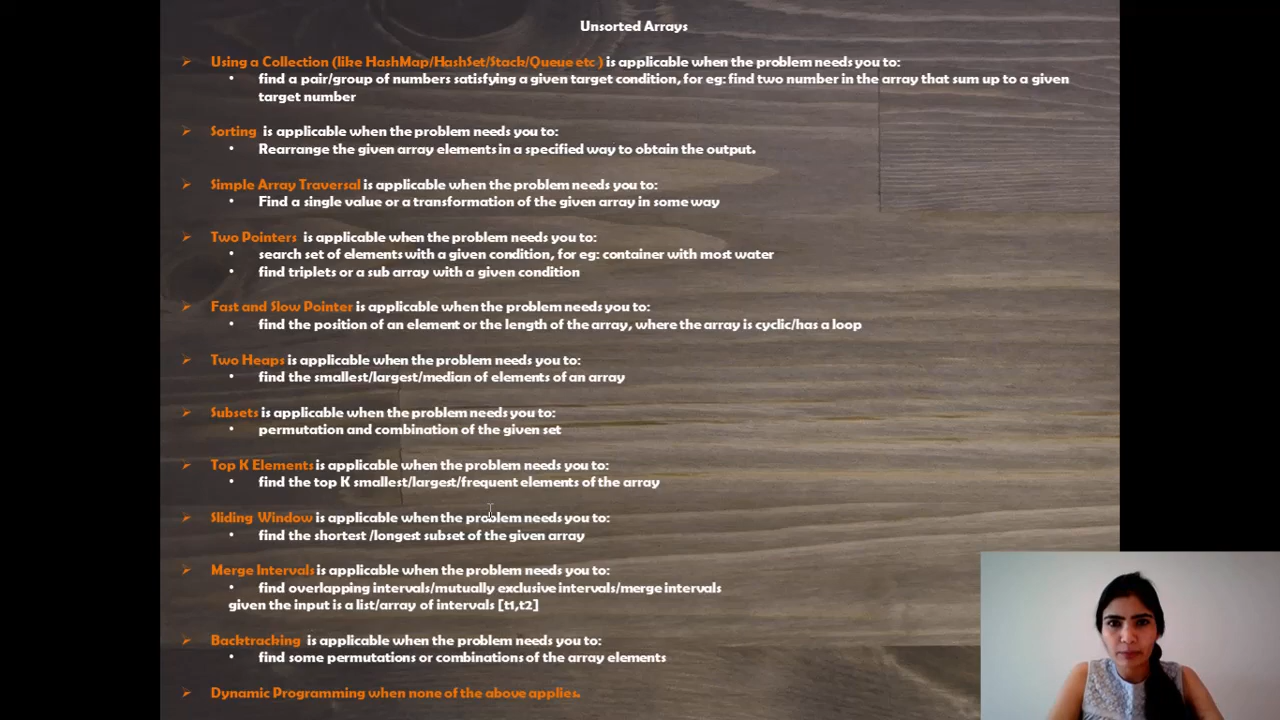 Unsorted Arrays
➢ Using a Collection (like HashMap/HashSet/Stack/Queue etc ) is applicable when the problem needs you to:
• find a pair/group of numbers satisfying a given target condition, for eg: find two number in the array that sum up to a given
target number
➢ Sorting is applicable when the problem needs you to:
• Rearrange the given array elements in a specified way to obtain the output.
➢ Simple Array Traversal is applicable when the problem needs you to:
• Find a single value or a transformation of the given array in some way
➢ Two Pointers is applicable when the problem needs you to:
• search set of elements with a given condition, for eg: container with most water
• find triplets or a sub array with a given condition
➢ Fast and Slow Pointer is applicable when the problem needs you to:
• find the position of an element or the length of the array, where the array is cyclic/has a loop
➢ Two Heaps is applicable when the problem needs you to:
• find the smallest/largest/median of elements of an array
➢ Subsets is applicable when the problem needs you to:
• permutation and combination of the given set
➢ Top K Elements is applicable when the problem needs you to:
• find the top K smallest/largest/frequent elements of the array
➢ Sliding Window is applicable when the problem needs you to:
• find the shortest /longest subset of the given array
➢ Merge Intervals is applicable when the problem needs you to:
• find overlapping intervals/mutually exclusive intervals/merge intervals
given the input is a list/array of intervals [t1,t2]
➢ Backtracking is applicable when the problem needs you to:
• find some permutations or combinations of the array elements
➢ Dynamic Programming when none of the above applies.